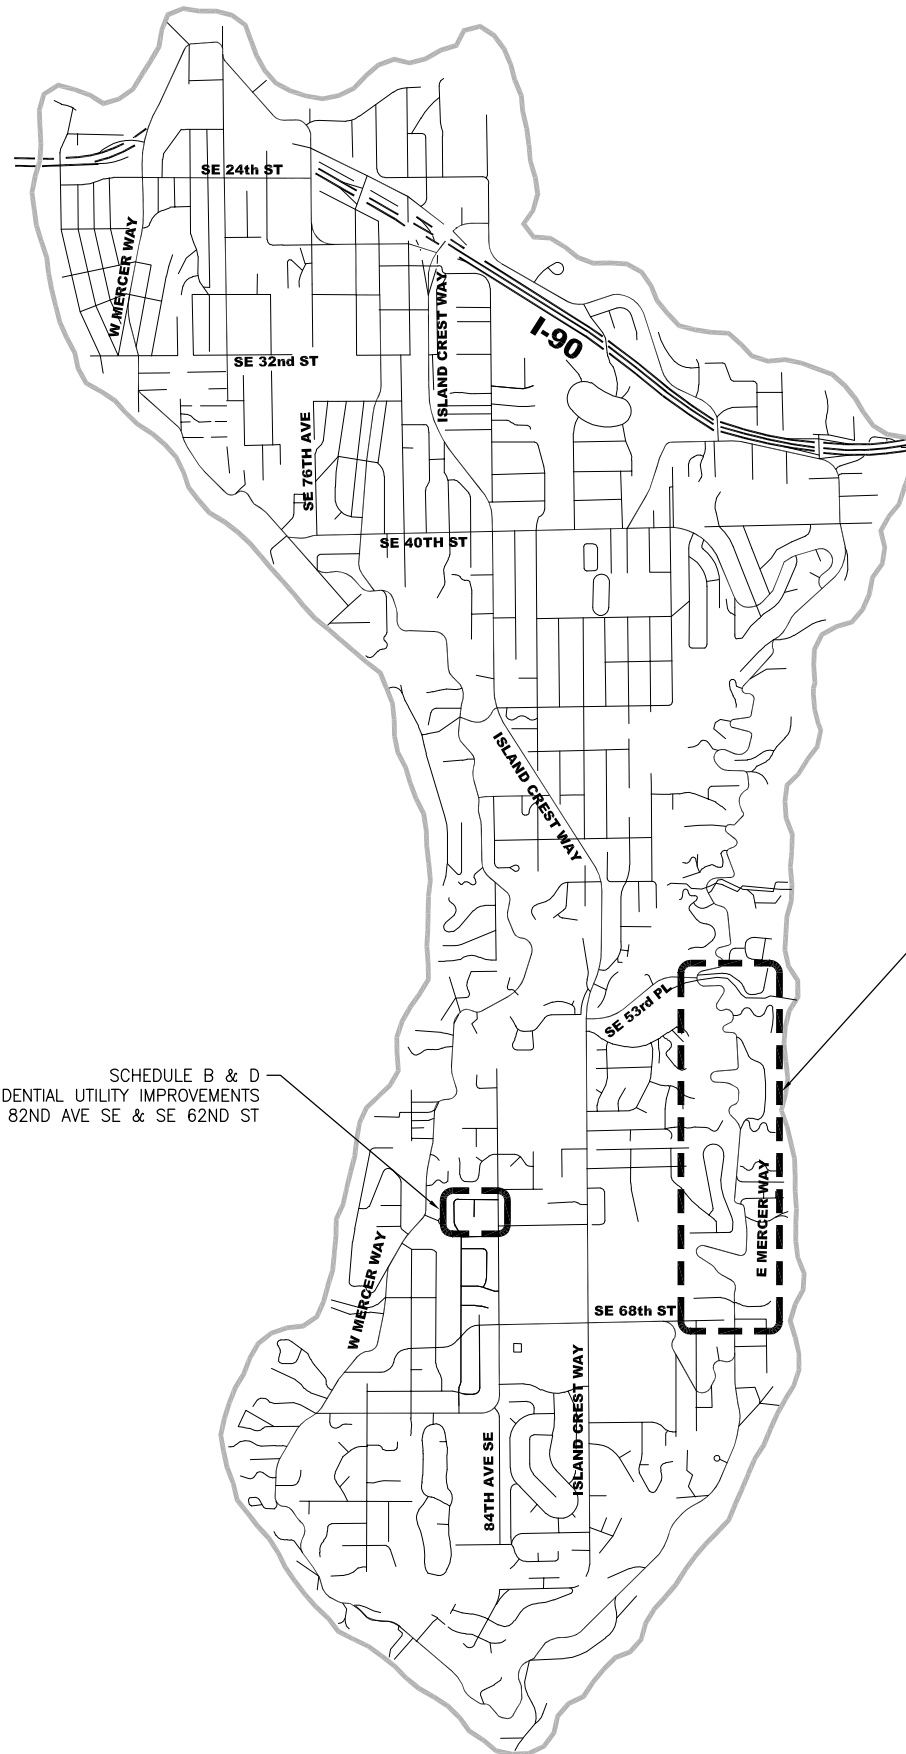 SE 24th ST
W MERCER WAY
ISLAND CREST WAY
I-90
SE 32nd ST
SE 76TH AVE
SE 40TH ST
ISLAND CREST WAY
SE 53rd PL
SCHEDULE B & D
DENTIAL UTILITY IMPROVEMENTS
82ND AVE SE & SE 62ND ST
E MERCER WAY
W MERCER WAY
SE 68th ST
ISLAND CREST WAY
84TH AVE SE